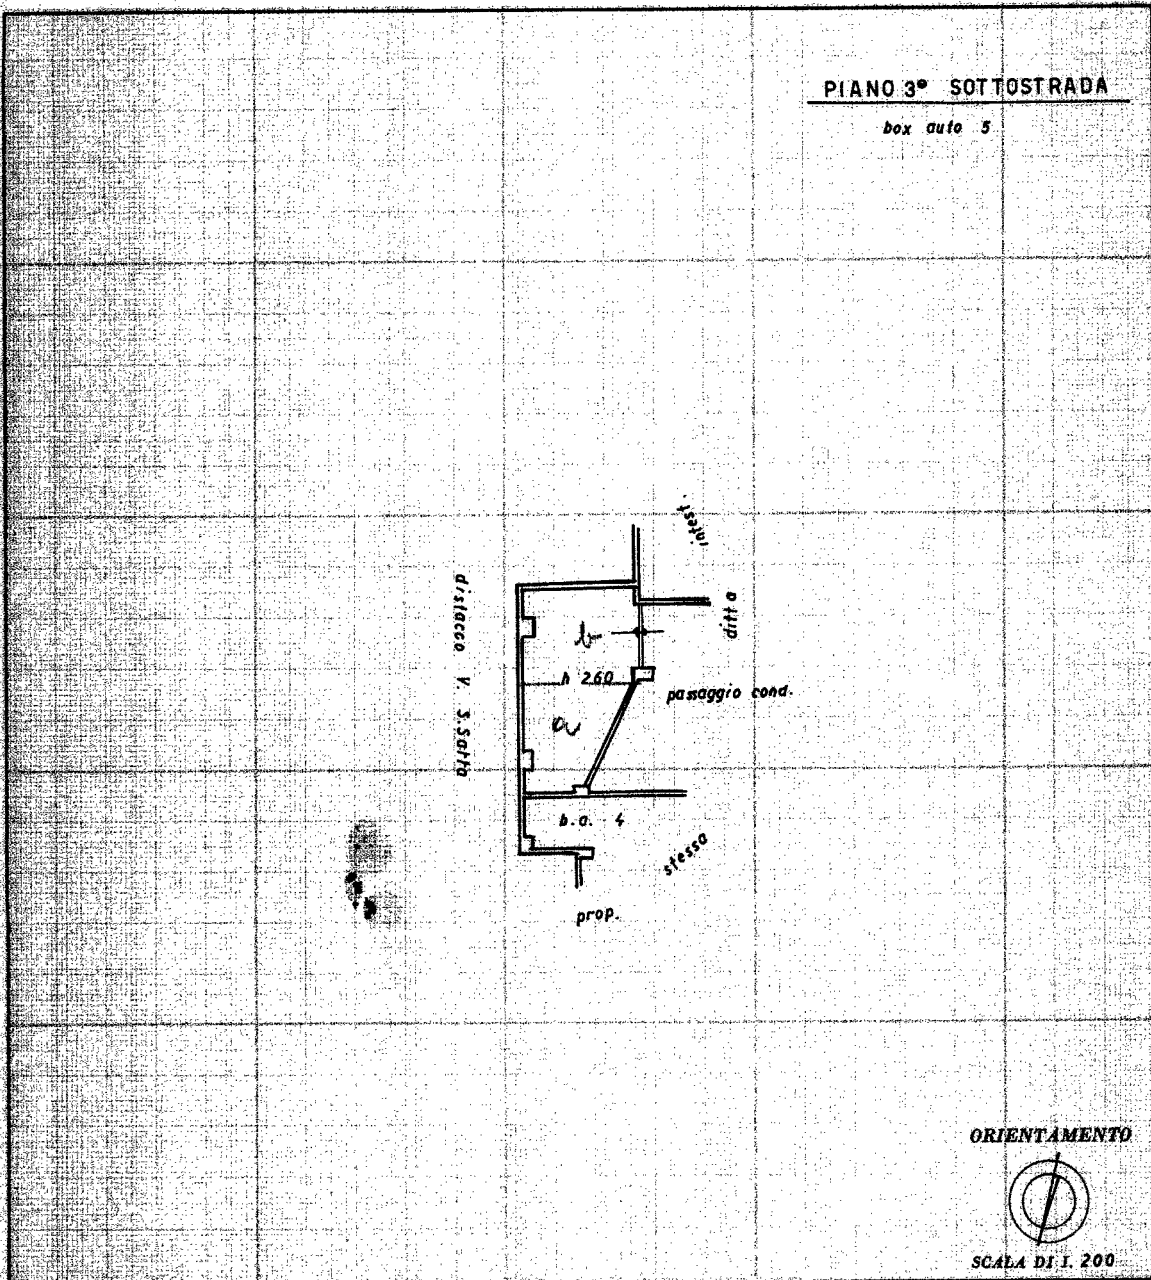 PIANO 3° SOTTOSTRADA
box auto 5
intest.
ditta
distacco V. S.Satta
b
h 260
passaggio cond.
a
b.a. 4
stessa
prop.
ORIENTAMENTO
SCALA DI 1. 200